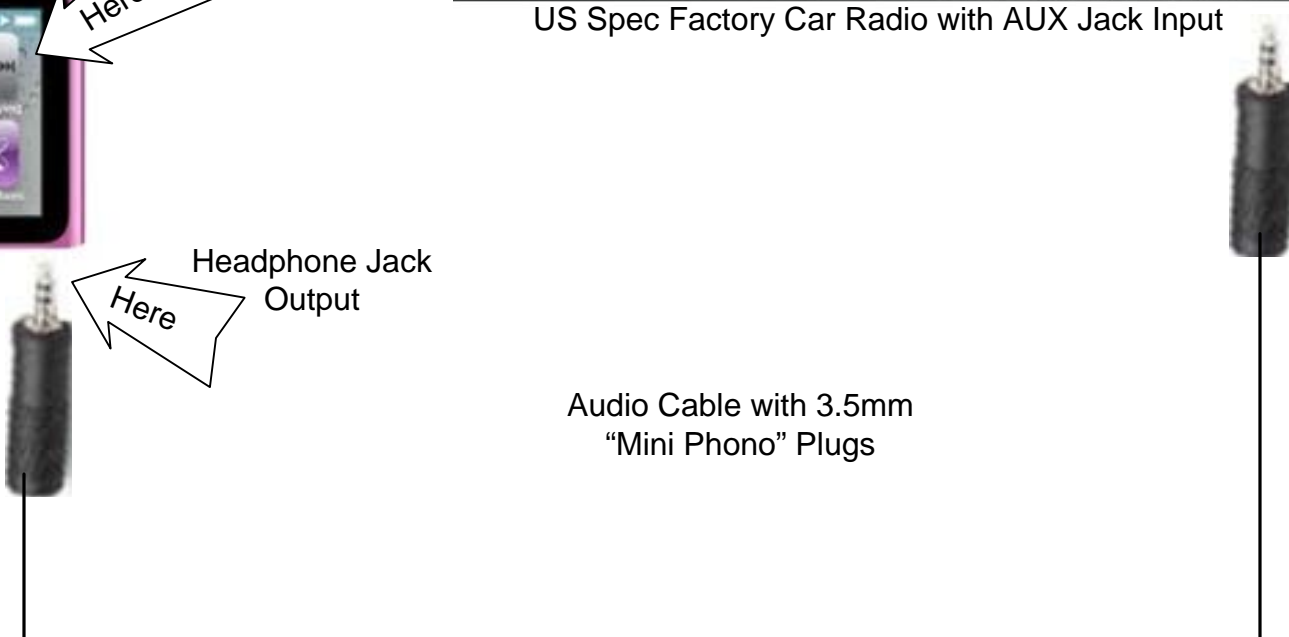 Here
US Spec Factory Car Radio with AUX Jack Input
Headphone Jack
Output
Here
Audio Cable with 3.5mm
“Mini Phono” Plugs